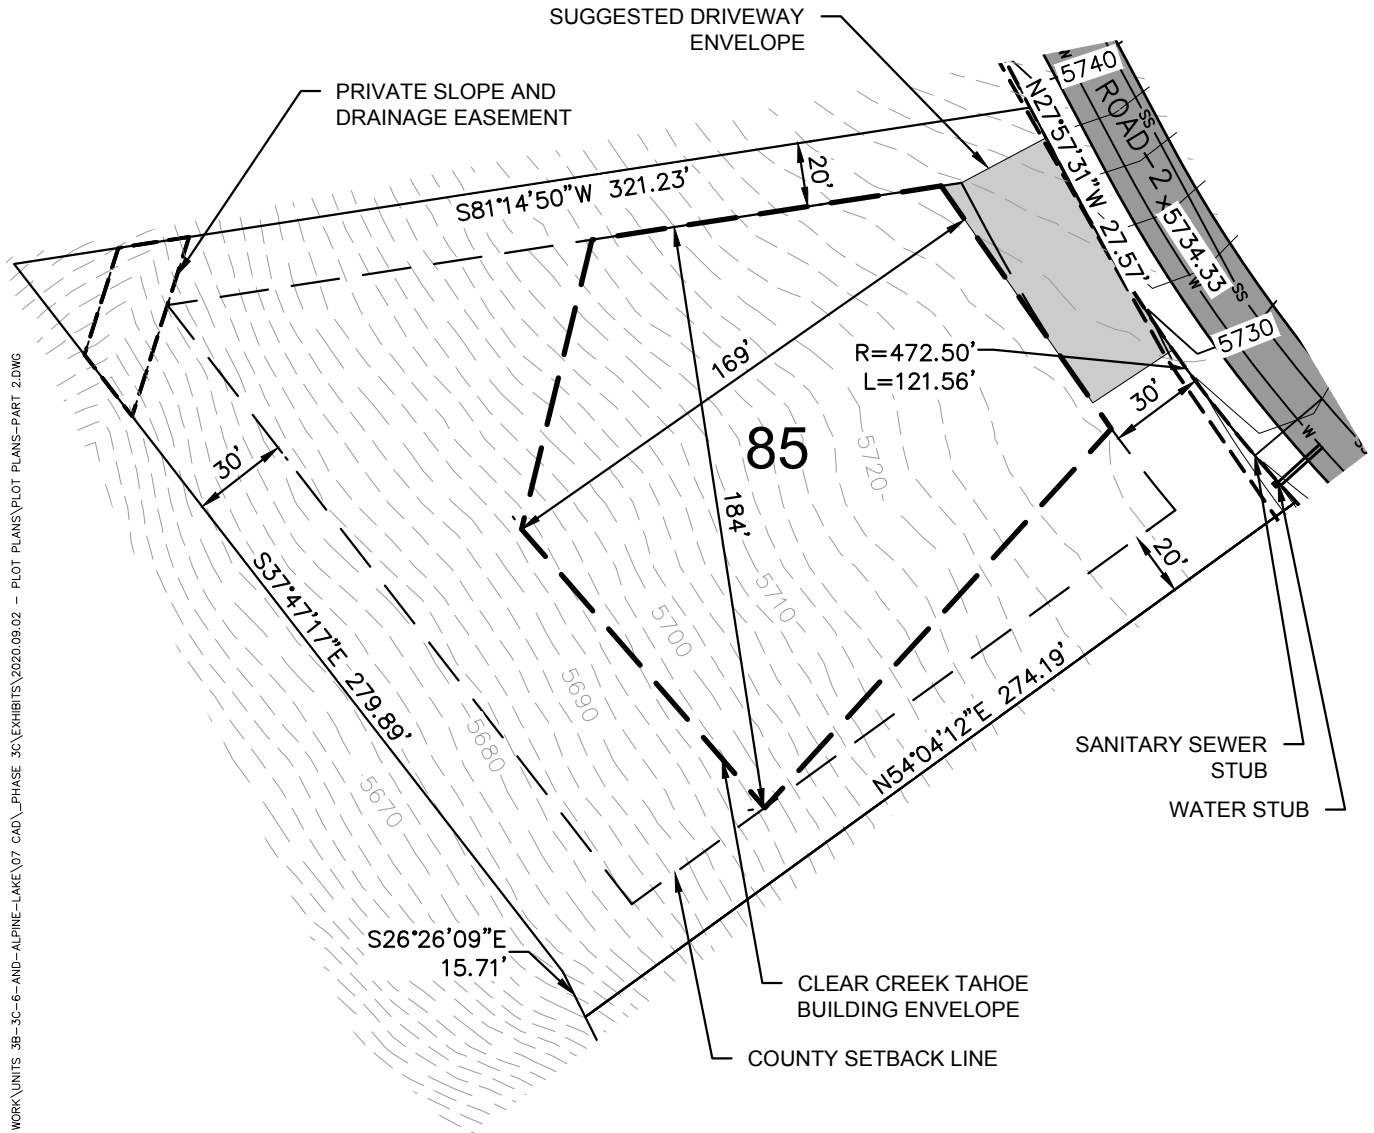 SUGGESTED DRIVEWAY
ENVELOPE
PRIVATE SLOPE AND
DRAINAGE EASEMENT
5740
ROAD-2
SS
W
N27°57'31"W 27.57'
×5734.33
W
SS
5730
S81°14'50"W 321.23'
20'
169'
R=472.50'
L=121.56'
30'
85
184'
5720
30'
20'
W
SS
S37°47'17"E 279.89'
5710
5700
5690
5680
5670
N54°04'12"E 274.19'
SANITARY SEWER
STUB
WATER STUB
S26°26'09"E
15.71'
CLEAR CREEK TAHOE
BUILDING ENVELOPE
COUNTY SETBACK LINE
WORK\UNITS 3B-3C-6-AND-ALPINE-LAKE\07 CAD\_PHASE 3C\EXHIBITS\2020.09.02 - PLOT PLANS\PLOT PLANS-PART 2.DWG